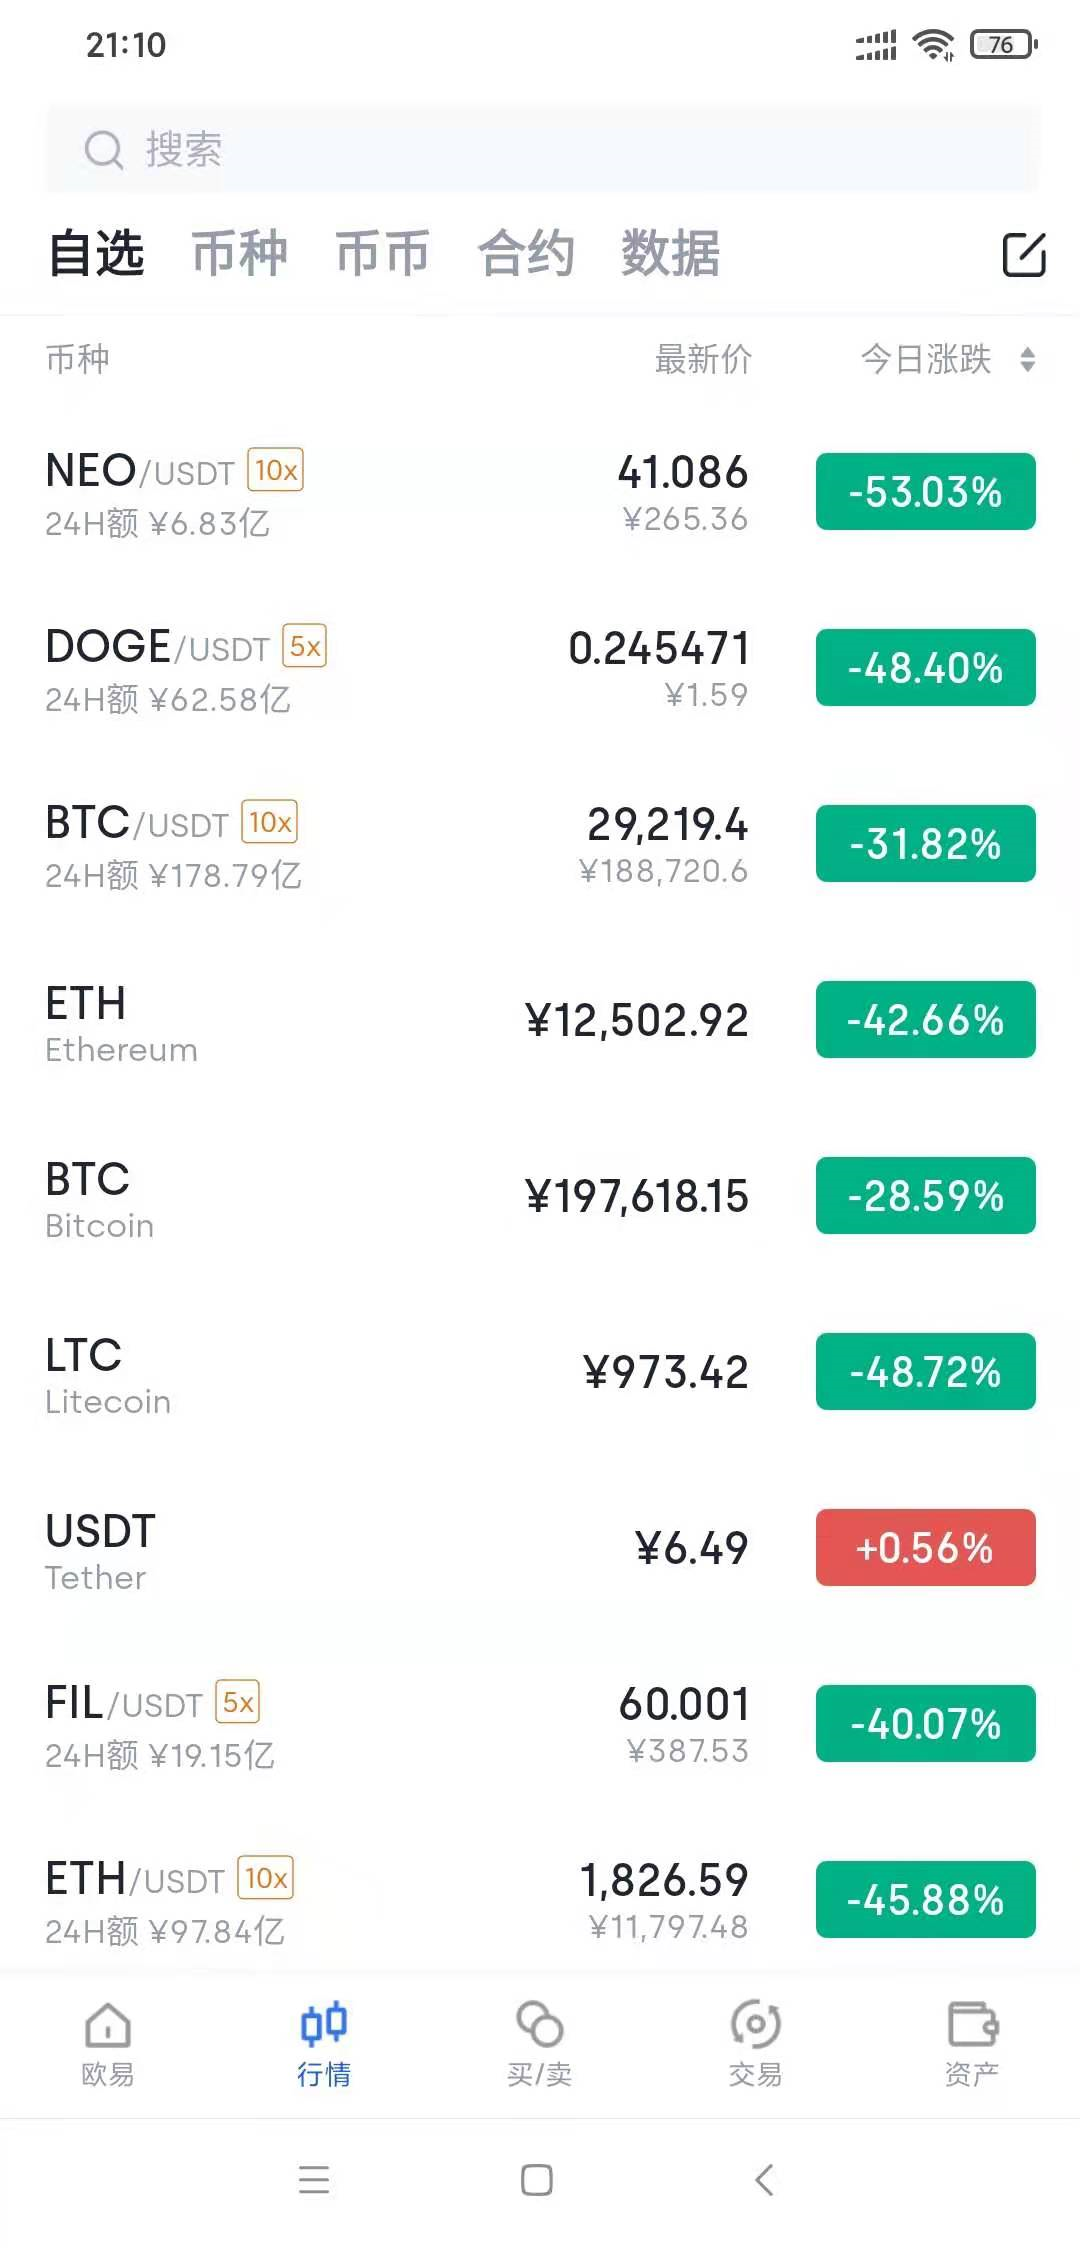 21:10 76
搜索
自选 币种 币币 合约 数据
币种 最新价 今日涨跌
NEO/USDT 10x 41.086 -53.03%
24H额 ¥6.83亿 ¥265.36
DOGE/USDT 5x 0.245471 -48.40%
24H额 ¥62.58亿 ¥1.59
BTC/USDT 10x 29,219.4 -31.82%
24H额 ¥178.79亿 ¥188,720.6
ETH ¥12,502.92 -42.66%
Ethereum
BTC ¥197,618.15 -28.59%
Bitcoin
LTC ¥973.42 -48.72%
Litecoin
USDT ¥6.49 +0.56%
Tether
FIL/USDT 5x 60.001 -40.07%
24H额 ¥19.15亿 ¥387.53
ETH/USDT 10x 1,826.59 -45.88%
24H额 ¥97.84亿 ¥11,797.48
欧易 行情 买/卖 交易 资产